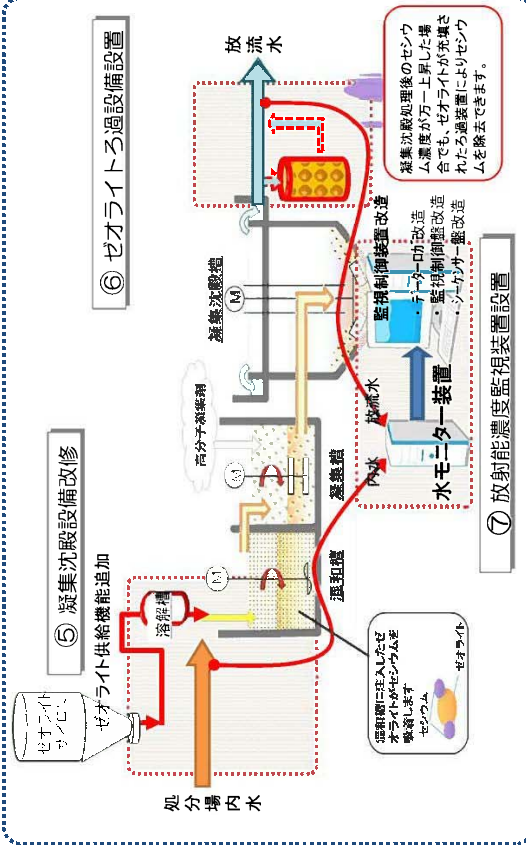 ⑤ 凝集沈殿設備改修
⑥ ゼオライトろ過設備設置
ゼオライト供給機能追加
ゼオライト
サイロ
溶解槽
高分子凝集剤
凝集沈殿槽
M
M
M
放
流
水
処
分
場
内
水
混和槽
凝集槽
混和槽に注入したゼ
オライトがセシウムを
吸着します
セシウム
ゼオライト
内水
放流水
水モニター装置
監視制御装置改造
・データーロガ改造
・監視制御盤改造
・シーケンサー盤改造
凝集沈殿処理後のセシウ
ム濃度が万一上昇した場
合でも、ゼオライトが充填さ
れたろ過装置によりセシウ
ムを除去できます。
⑦ 放射能濃度監視装置設置